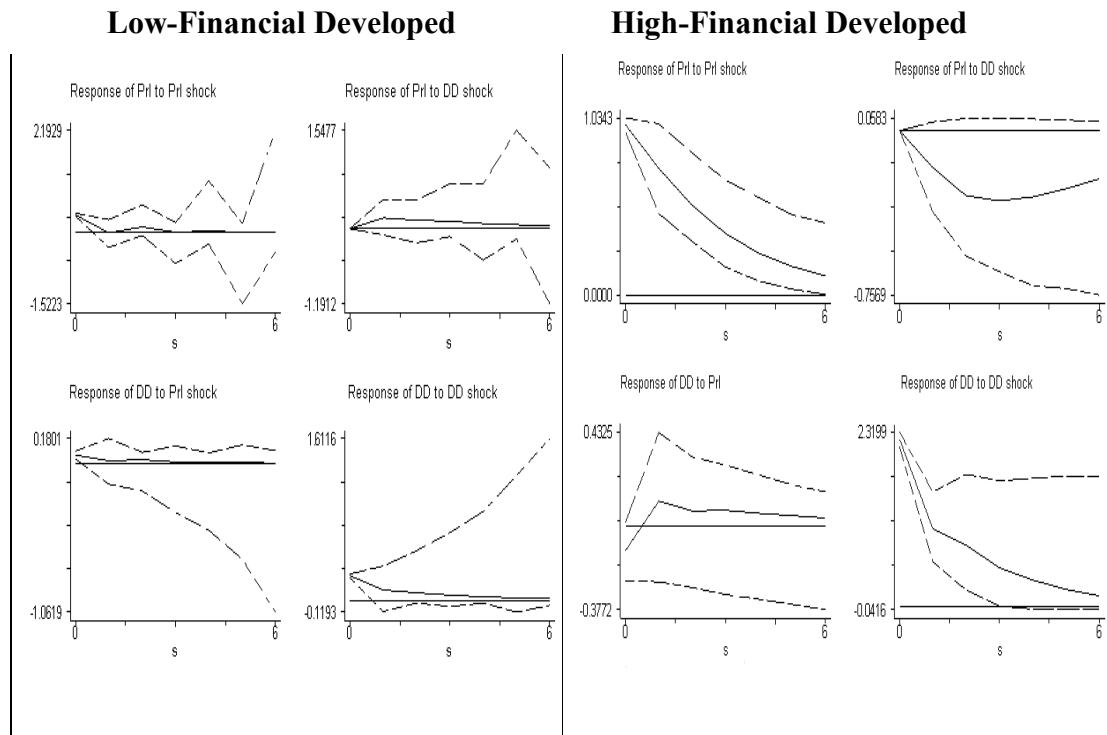 Low-Financial Developed
High-Financial Developed
Response of Prl to Prl shock
2.1929
-1.5223
0
6
s
Response of Prl to DD shock
1.5477
-1.1912
0
6
s
Response of Prl to Prl shock
1.0343
0.0000
0
6
s
Response of Prl to DD shock
0.0583
-0.7569
0
6
s
Response of DD to Prl shock
0.1801
-1.0619
0
6
s
Response of DD to DD shock
1.6116
-0.1193
0
6
s
Response of DD to Prl
0.4325
-0.3772
0
6
s
Response of DD to DD shock
2.3199
-0.0416
0
6
s